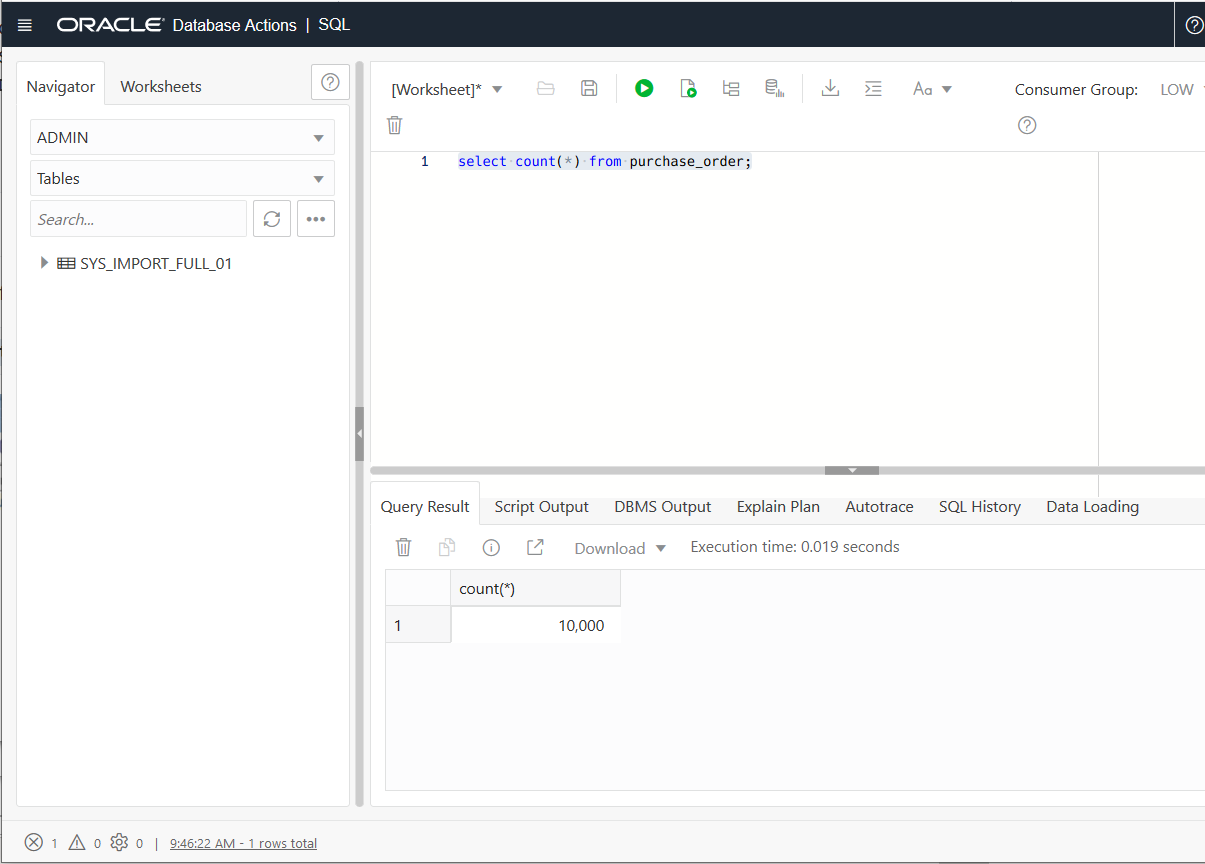 ORACLE Database Actions | SQL
Navigator
Worksheets
ADMIN
Tables
Search...
SYS_IMPORT_FULL_01
[Worksheet]*
Aa
Consumer Group:
LOW
1 select count(*) from purchase_order;
Query Result
Script Output
DBMS Output
Explain Plan
Autotrace
SQL History
Data Loading
Download
Execution time: 0.019 seconds
count(*)
1 10,000
1 0 0 | 9:46:22 AM - 1 rows total